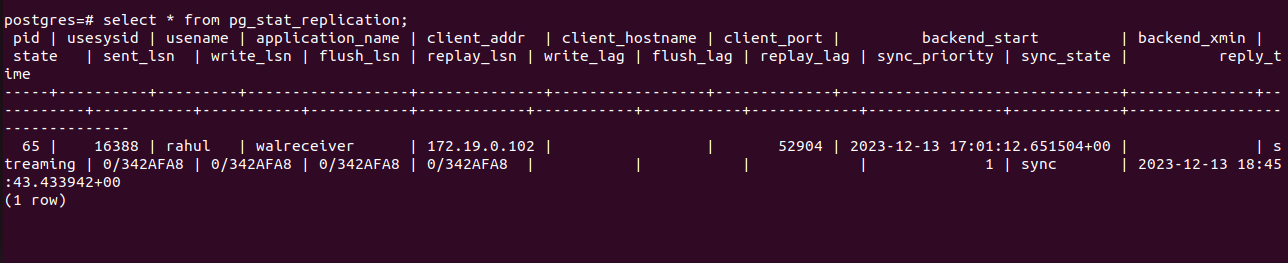 postgres=# select * from pg_stat_replication;
 pid | usesysid | usename | application_name | client_addr  | client_hostname | client_port |         backend_start         | backend_xmin |
 state   | sent_lsn  | write_lsn | flush_lsn | replay_lsn | write_lag | flush_lag | replay_lag | sync_priority | sync_state |          reply_t
ime
-----+----------+---------+------------------+--------------+-----------------+-------------+-------------------------------+--------------+--
---------+-----------+-----------+-----------+------------+-----------+-----------+------------+---------------+------------+-----------------
--------------
  65 |    16388 | rahul   | walreceiver      | 172.19.0.102 |                 |       52904 | 2023-12-13 17:01:12.651504+00 |              | s
treaming | 0/342AFA8 | 0/342AFA8 | 0/342AFA8 | 0/342AFA8  |           |           |            |             1 | sync       | 2023-12-13 18:45
:43.433942+00
(1 row)